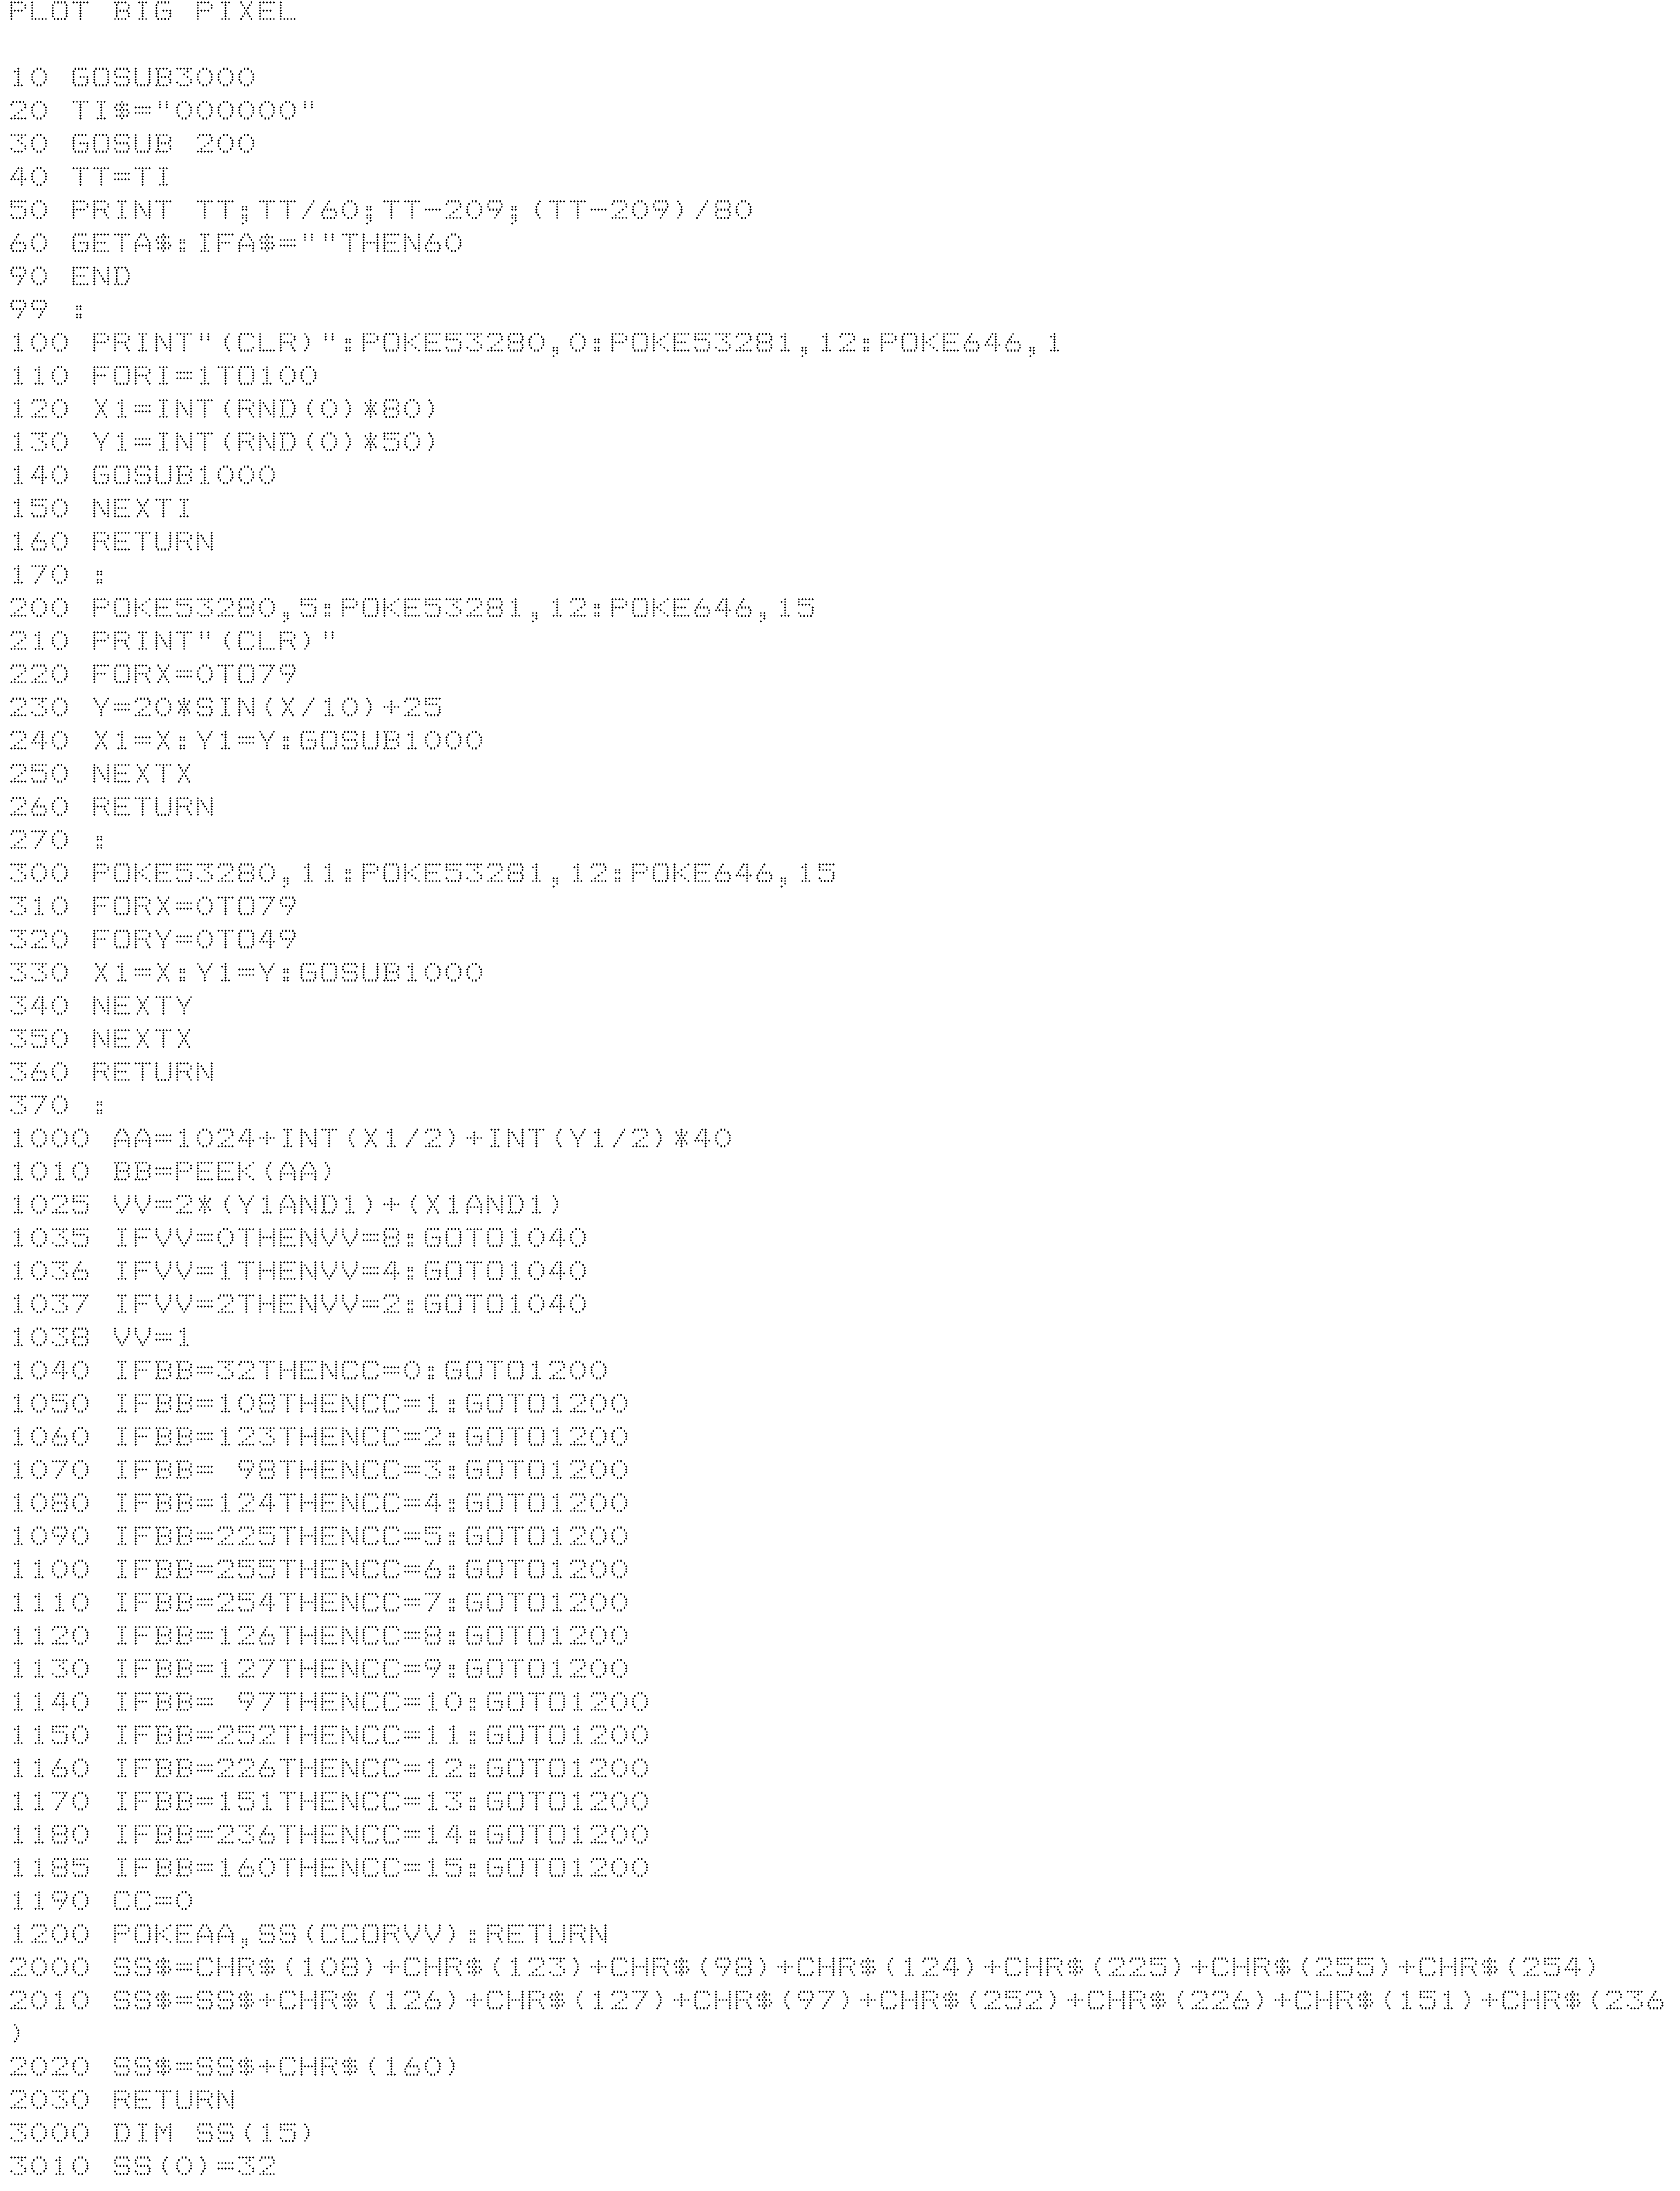 PLOT BIG PIXEL
10 GOSUB3000
20 TI$="000000"
30 GOSUB 200
40 TT=TI
50 PRINT TT;TT/60;TT-209;(TT-209)/80
60 GETA$:IFA$=""THEN60
90 END
99 :
100 PRINT"(CLR)":POKE53280,0:POKE53281,12:POKE646,1
110 FORI=1TO100
120 X1=INT(RND(0)*80)
130 Y1=INT(RND(0)*50)
140 GOSUB1000
150 NEXTI
160 RETURN
170 :
200 POKE53280,5:POKE53281,12:POKE646,15
210 PRINT"(CLR)"
220 FORX=0TO79
230 Y=20*SIN(X/10)+25
240 X1=X:Y1=Y:GOSUB1000
250 NEXTX
260 RETURN
270 :
300 POKE53280,11:POKE53281,12:POKE646,15
310 FORX=0TO79
320 FORY=0TO49
330 X1=X:Y1=Y:GOSUB1000
340 NEXTY
350 NEXTX
360 RETURN
370 :
1000 AA=1024+INT(X1/2)+INT(Y1/2)*40
1010 BB=PEEK(AA)
1025 VV=2*(Y1AND1)+(X1AND1)
1035 IFVV=0THENVV=8:GOTO1040
1036 IFVV=1THENVV=4:GOTO1040
1037 IFVV=2THENVV=2:GOTO1040
1038 VV=1
1040 IFBB=32THENCC=0:GOTO1200
1050 IFBB=108THENCC=1:GOTO1200
1060 IFBB=123THENCC=2:GOTO1200
1070 IFBB= 98THENCC=3:GOTO1200
1080 IFBB=124THENCC=4:GOTO1200
1090 IFBB=225THENCC=5:GOTO1200
1100 IFBB=255THENCC=6:GOTO1200
1110 IFBB=254THENCC=7:GOTO1200
1120 IFBB=126THENCC=8:GOTO1200
1130 IFBB=127THENCC=9:GOTO1200
1140 IFBB= 97THENCC=10:GOTO1200
1150 IFBB=252THENCC=11:GOTO1200
1160 IFBB=226THENCC=12:GOTO1200
1170 IFBB=151THENCC=13:GOTO1200
1180 IFBB=236THENCC=14:GOTO1200
1185 IFBB=160THENCC=15:GOTO1200
1190 CC=0
1200 POKEAA,SS(CCORVV):RETURN
2000 SS$=CHR$(108)+CHR$(123)+CHR$(98)+CHR$(124)+CHR$(225)+CHR$(255)+CHR$(254)
2010 SS$=SS$+CHR$(126)+CHR$(127)+CHR$(97)+CHR$(252)+CHR$(226)+CHR$(151)+CHR$(236
)
2020 SS$=SS$+CHR$(160)
2030 RETURN
3000 DIM SS(15)
3010 SS(0)=32